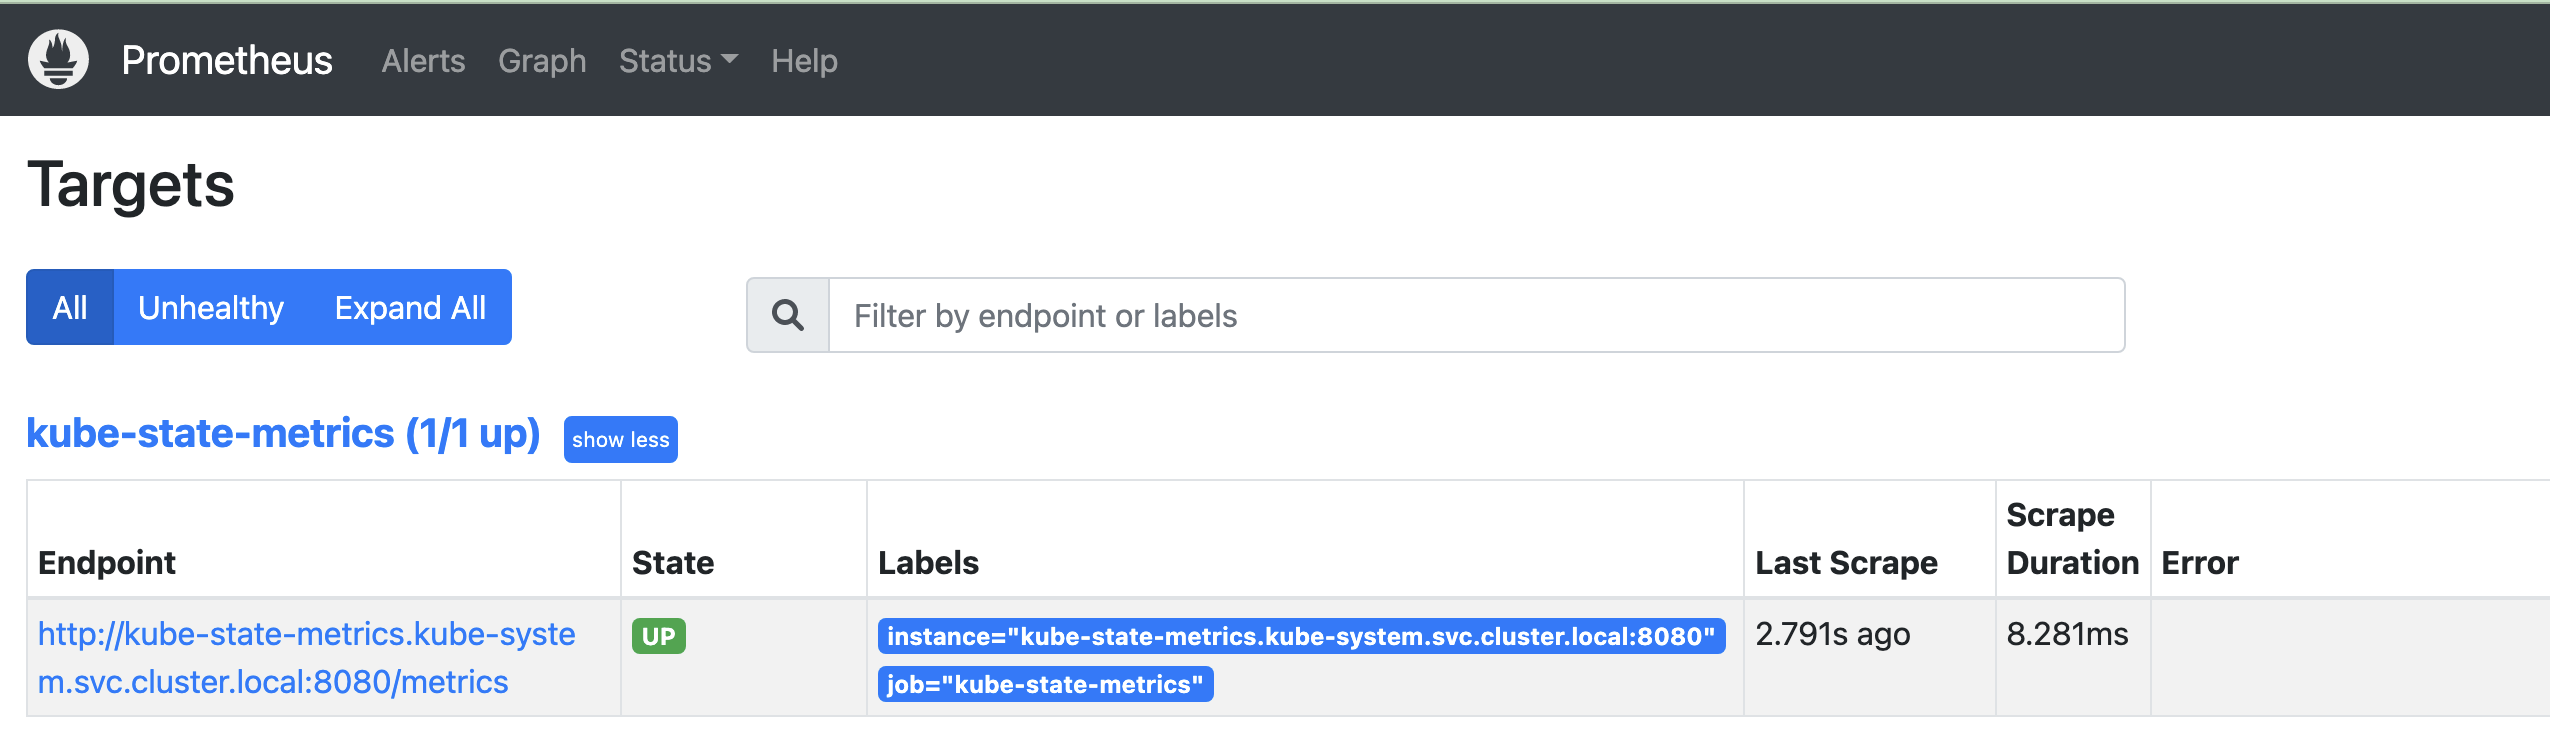 Prometheus Alerts Graph Status Help
Targets
All Unhealthy Expand All
Filter by endpoint or labels
kube-state-metrics (1/1 up) show less
Endpoint State Labels Last Scrape Scrape Duration Error
http://kube-state-metrics.kube-syste
m.svc.cluster.local:8080/metrics
UP
instance="kube-state-metrics.kube-system.svc.cluster.local:8080"
job="kube-state-metrics"
2.791s ago
8.281ms